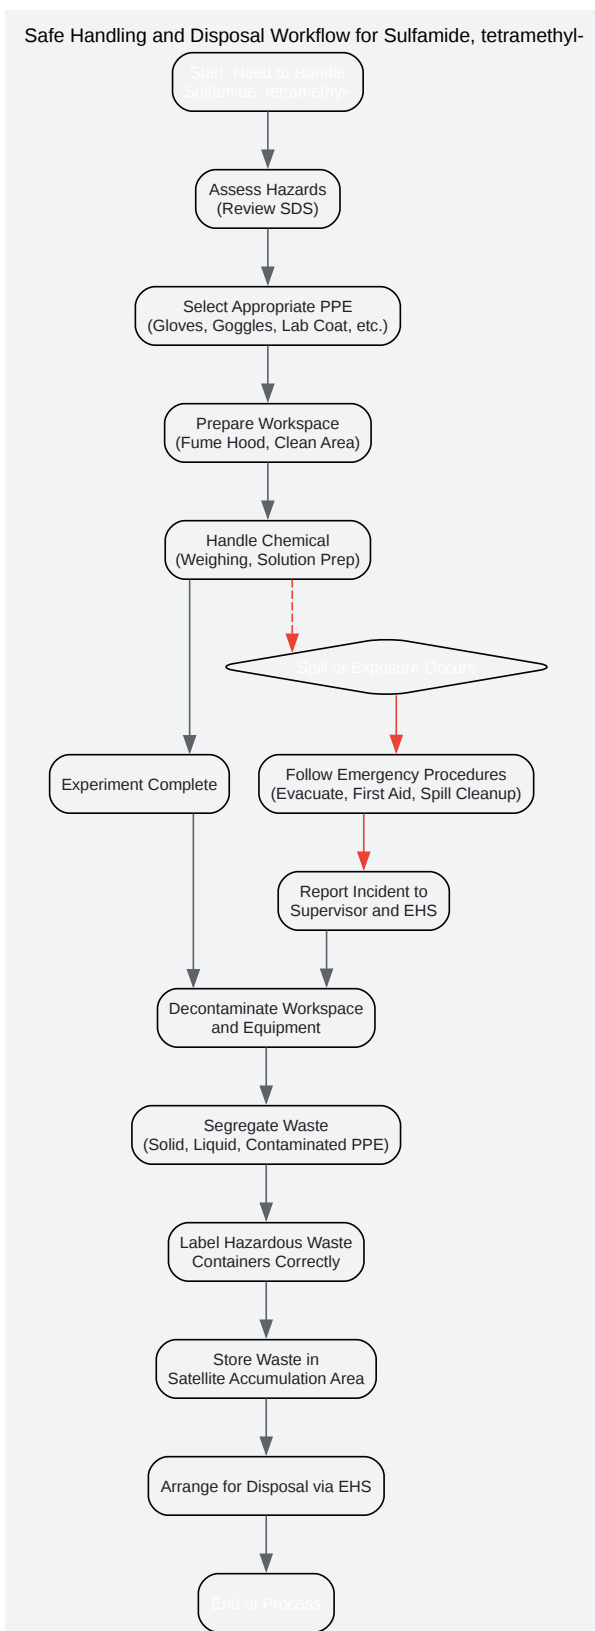 Safe Handling and Disposal Workflow for Sulfamide, tetramethyl-
Start: Need to Handle
Sulfamide, tetramethyl-
Assess Hazards
(Review SDS)
Select Appropriate PPE
(Gloves, Goggles, Lab Coat, etc.)
Prepare Workspace
(Fume Hood, Clean Area)
Handle Chemical
(Weighing, Solution Prep)
Spill or Exposure Occurs
Experiment Complete
Follow Emergency Procedures
(Evacuate, First Aid, Spill Cleanup)
Report Incident to
Supervisor and EHS
Decontaminate Workspace
and Equipment
Segregate Waste
(Solid, Liquid, Contaminated PPE)
Label Hazardous Waste
Containers Correctly
Store Waste in
Satellite Accumulation Area
Arrange for Disposal via EHS
End of Process